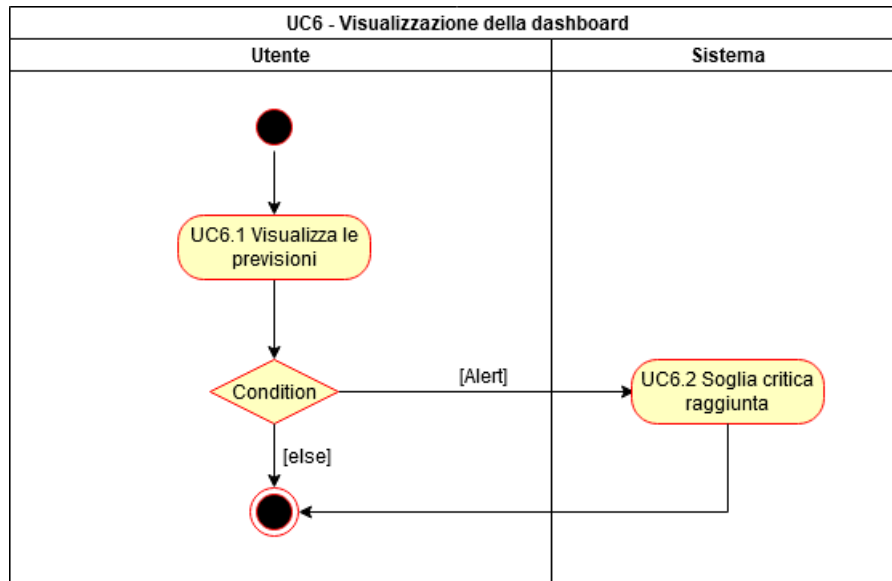 UC6 - Visualizzazione della dashboard
Utente
Sistema
UC6.1 Visualizza le
previsioni
Condition
[Alert]
UC6.2 Soglia critica
raggiunta
[else]